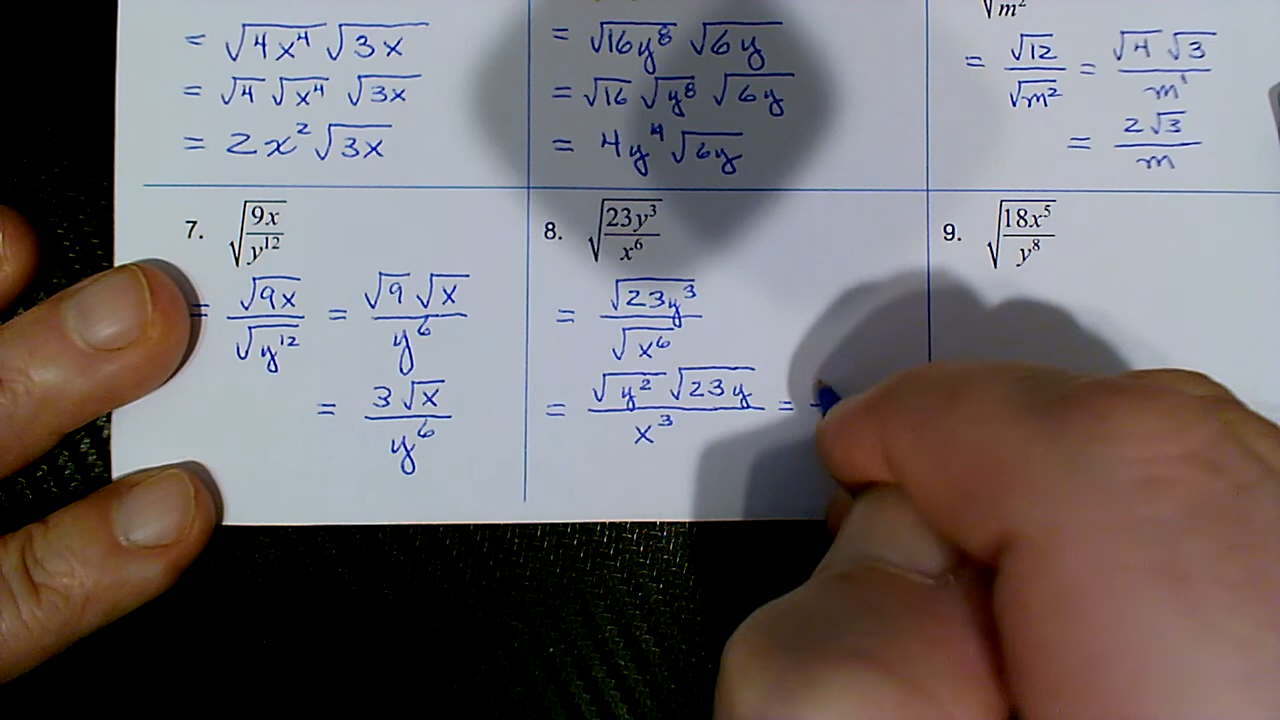 = √4x⁴ √3x
= √4 √x⁴ √3x
= 2x² √3x
= √16y⁸ √6y
= √16 √y⁸ √6y
= 4y⁴ √6y
√m²
= √12/√m² = √4 √3/m¹
= 2√3/m
7. √(9x/y¹²)
= √9x/√y¹² = √9 √x/y⁶
= 3√x/y⁶
8. √(23y³/x⁶)
= √23y³/√x⁶
= √y² √23y/x³ =
9. √(18x⁵/y⁸)